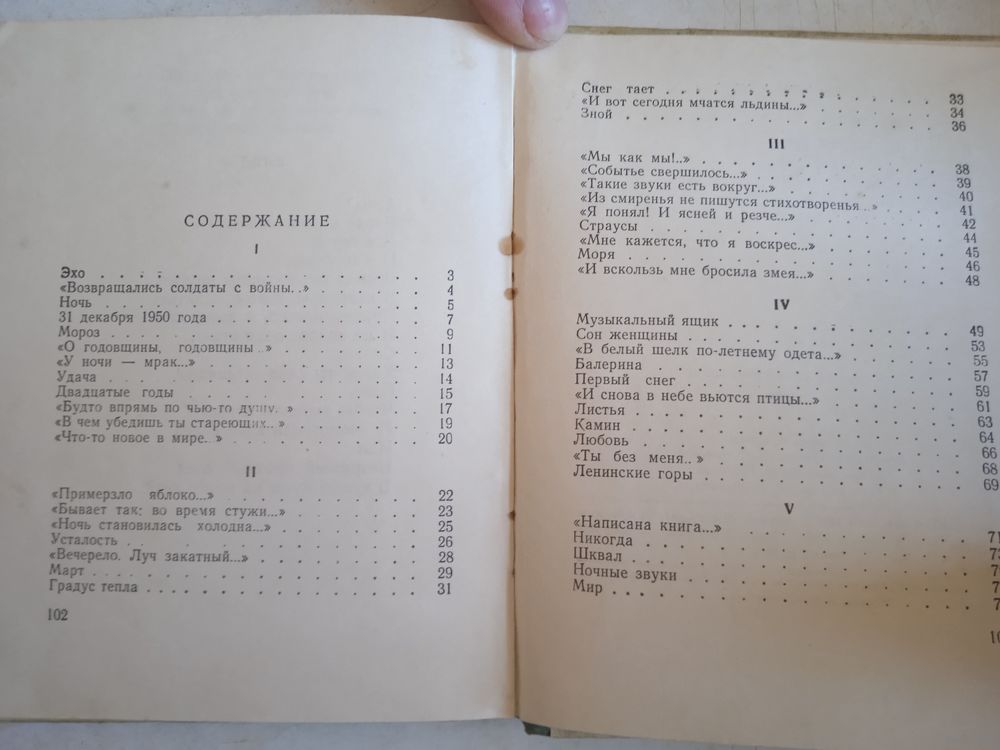 СОДЕРЖАНИЕ
I
Эхо . . . . . . . . . . . . . . . . 3
«Возвращались солдаты с войны..» . . . . . . 4
Ночь . . . . . . . . . . . . . . . . 5
31 декабря 1950 года . . . . . . . . . . 7
Мороз . . . . . . . . . . . . . . . 9
«О годовщины, годовщины..» . . . . . . . 11
«У ночи — мрак...» . . . . . . . . . . 13
Удача . . . . . . . . . . . . . . . 14
Двадцатые годы . . . . . . . . . . . . 15
«Будто впрямь по чью-то душу..» . . . . . . 17
«В чем убедишь ты стареющих..» . . . . . . 19
«Что-то новое в мире..» . . . . . . . . . 20
II
«Примерзло яблоко...» . . . . . . . . . 22
«Бывает так: во время стужи...» . . . . . . 23
«Ночь становилась холодна...» . . . . . . . 25
Усталость . . . . . . . . . . . . . . 26
«Вечерело. Луч закатный...» . . . . . . . . 28
Март . . . . . . . . . . . . . . . . 29
Градус тепла . . . . . . . . . . . . . 31
102
Снег тает . . . . . . . . . . . . . . 33
«И вот сегодня мчатся льдины...» . . . . . . 34
Зной . . . . . . . . . . . . . . . . 36
III
«Мы как мы!..» . . . . . . . . . . . . 38
«Событье свершилось...» . . . . . . . . . 39
«Такие звуки есть вокруг...» . . . . . . . . 40
«Из смиренья не пишутся стихотворенья..» . . . 41
«Я понял! И ясней и резче...» . . . . . . . 42
Страусы . . . . . . . . . . . . . . . 44
«Мне кажется, что я воскрес...» . . . . . . . 45
Моря . . . . . . . . . . . . . . . . 46
«И вскользь мне бросила змея...» . . . . . . 48
IV
Музыкальный ящик . . . . . . . . . . . 49
Сон женщины . . . . . . . . . . . . . 53
«В белый шелк по-летнему одета...» . . . . . 55
Балерина . . . . . . . . . . . . . . 57
Первый снег . . . . . . . . . . . . . 59
«И снова в небе вьются птицы...» . . . . . . 61
Листья . . . . . . . . . . . . . . . 63
Камин . . . . . . . . . . . . . . . 64
Любовь . . . . . . . . . . . . . . . 66
«Ты без меня..» . . . . . . . . . . . . 68
Ленинские горы . . . . . . . . . . . . 69
V
«Написана книга...» . . . . . . . . . . 71
Никогда . . . . . . . . . . . . . . .
Шквал . . . . . . . . . . . . . . .
Ночные звуки . . . . . . . . . . . . .
Мир . . . . . . . . . . . . . . . .